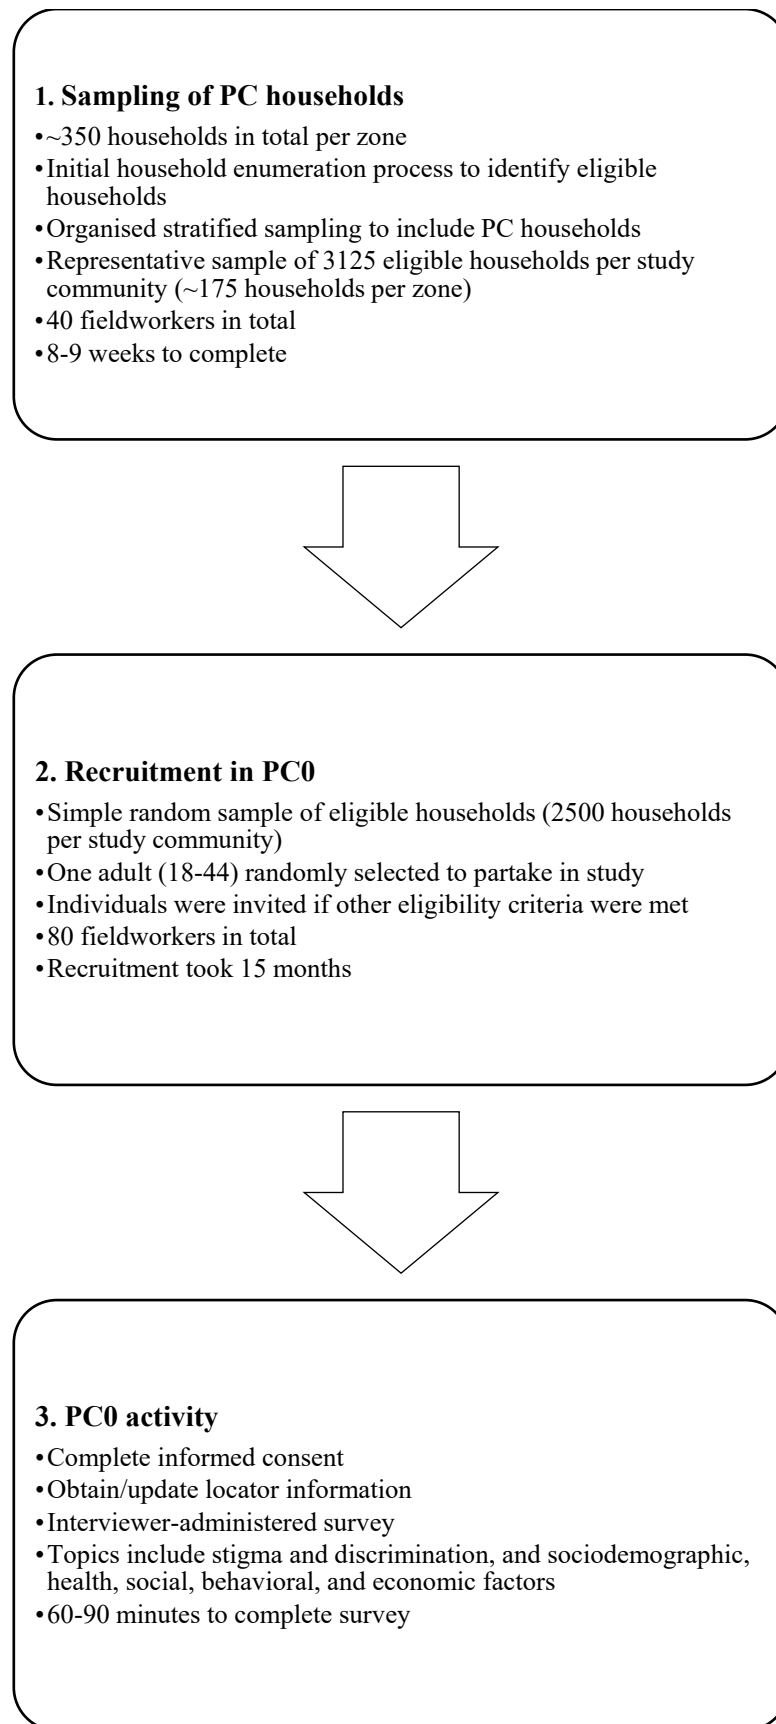 1. Sampling of PC households
•~350 households in total per zone
•Initial household enumeration process to identify eligible
households
•Organised stratified sampling to include PC households
•Representative sample of 3125 eligible households per study
community (~175 households per zone)
•40 fieldworkers in total
•8-9 weeks to complete
2. Recruitment in PC0
•Simple random sample of eligible households (2500 households
per study community)
•One adult (18-44) randomly selected to partake in study
•Individuals were invited if other eligibility criteria were met
•80 fieldworkers in total
•Recruitment took 15 months
3. PC0 activity
•Complete informed consent
•Obtain/update locator information
•Interviewer-administered survey
•Topics include stigma and discrimination, and sociodemographic,
health, social, behavioral, and economic factors
•60-90 minutes to complete survey